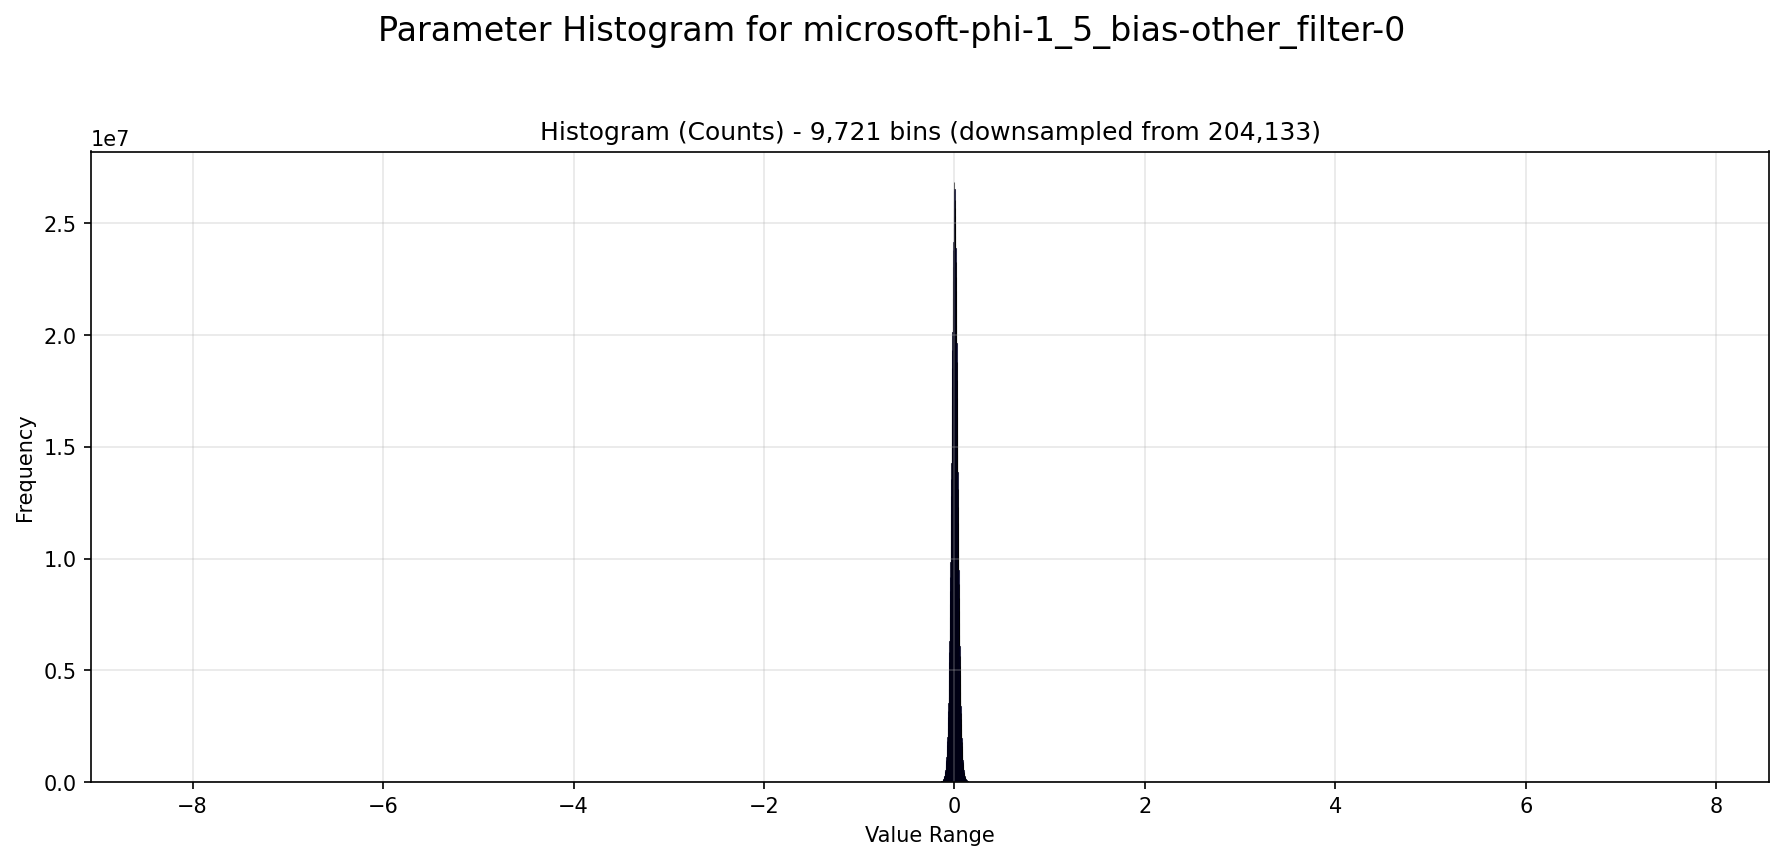 Parameter Histogram for microsoft-phi-1_5_bias-other_filter-0
Histogram (Counts) - 9,721 bins (downsampled from 204,133)
1e7
2.5
2.0
1.5
1.0
0.5
0.0
Frequency
−8 −6 −4 −2 0 2 4 6 8
Value Range